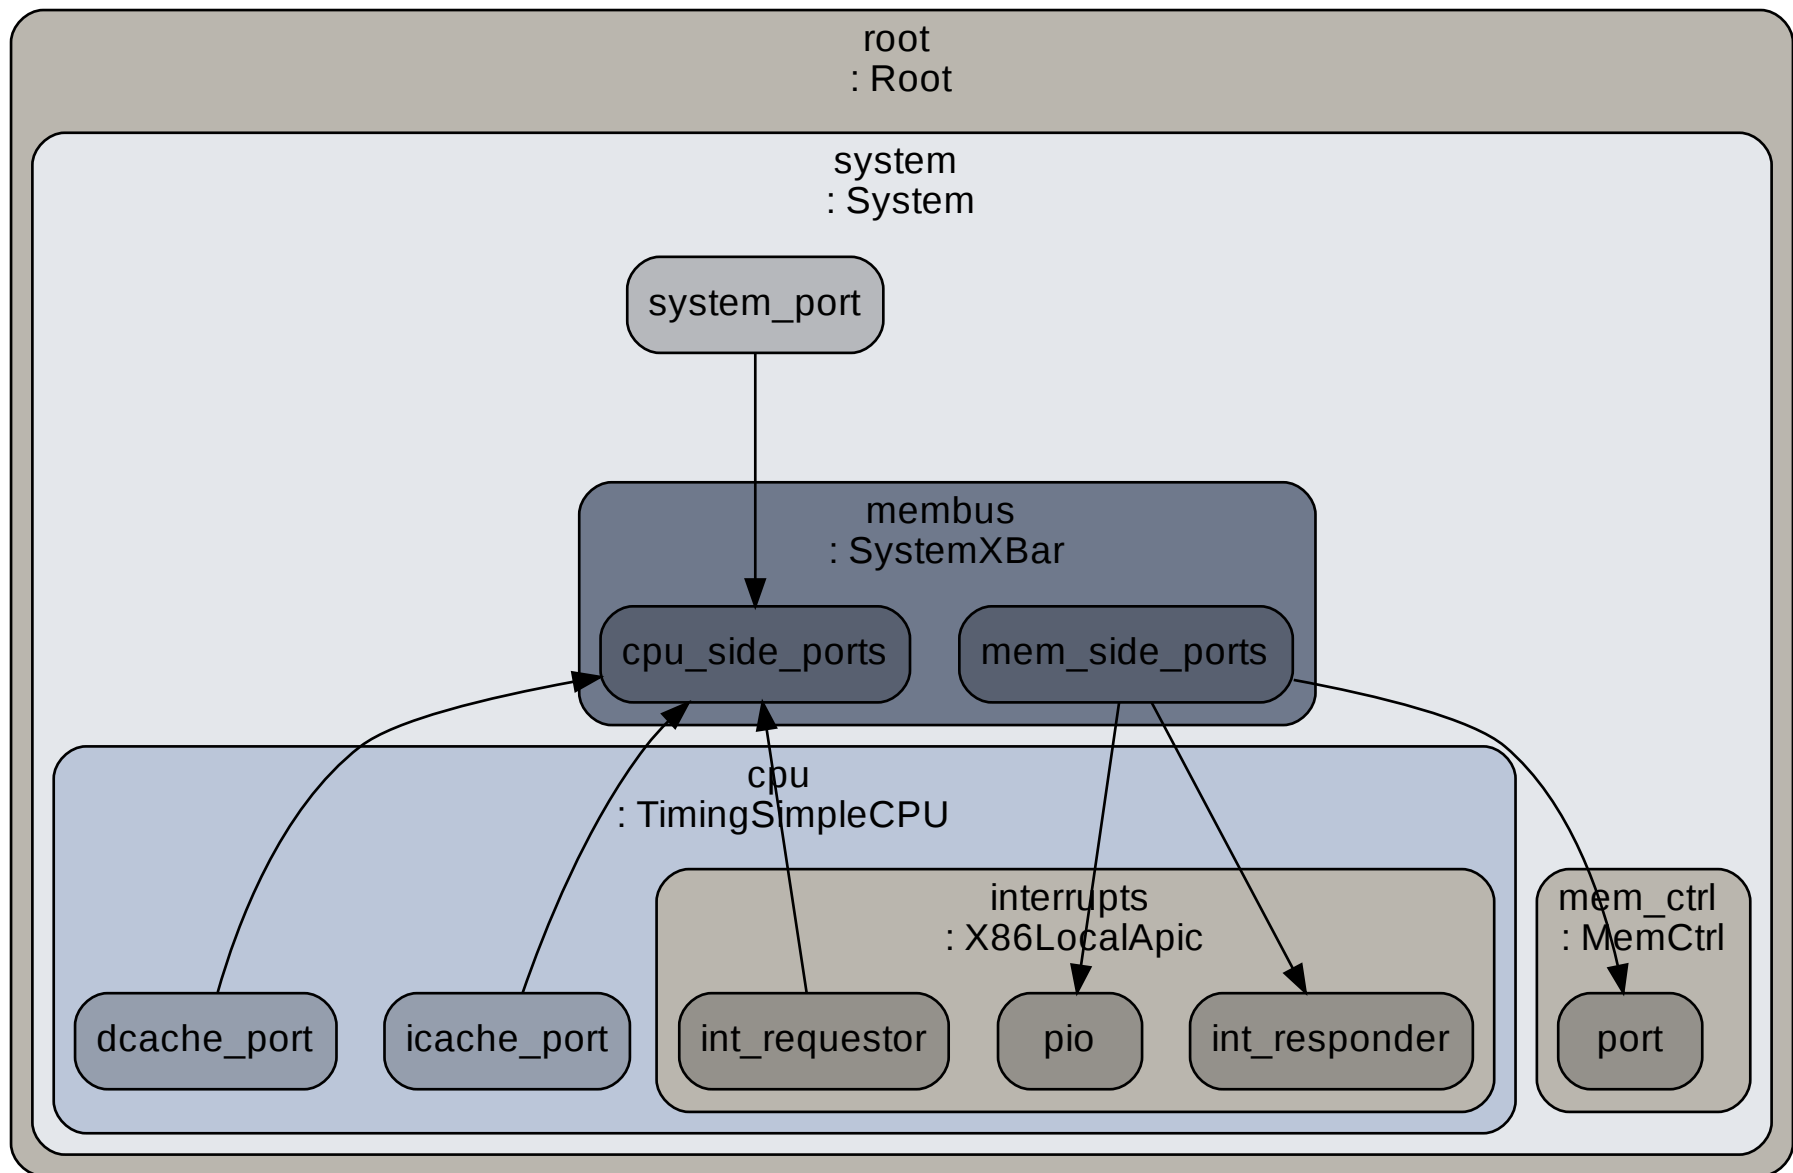 root
: Root
system
: System
system_port
membus
: SystemXBar
cpu_side_ports
mem_side_ports
cpu
: TimingSimpleCPU
interrupts
: X86LocalApic
mem_ctrl
: MemCtrl
dcache_port
icache_port
int_requestor
pio
int_responder
port